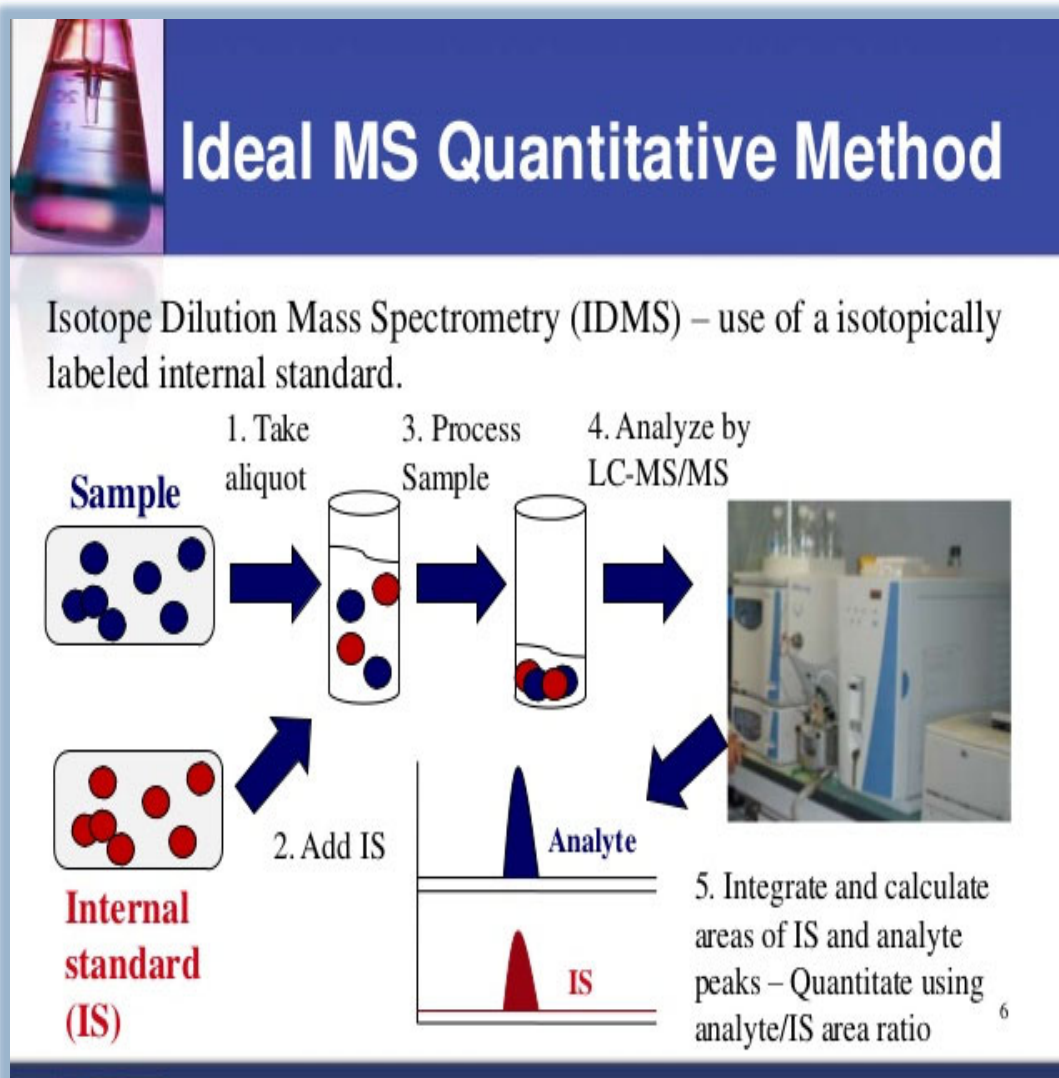 Ideal MS Quantitative Method
Isotope Dilution Mass Spectrometry (IDMS) – use of a isotopically
labeled internal standard.
1. Take
aliquot
3. Process
Sample
4. Analyze by
LC-MS/MS
Sample
2. Add IS
Internal
standard
(IS)
Analyte
IS
5. Integrate and calculate
areas of IS and analyte
peaks – Quantitate using
analyte/IS area ratio
6